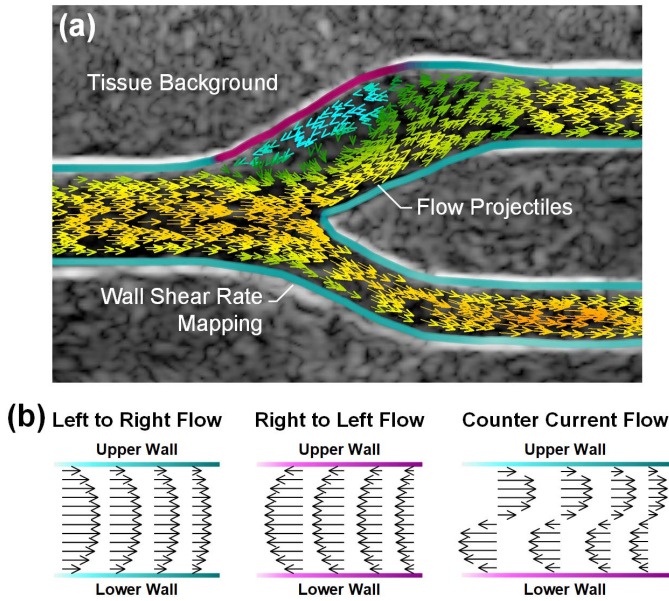 (a)
Tissue Background
Flow Projectiles
Wall Shear Rate
Mapping
(b)
Left to Right Flow
Right to Left Flow
Counter Current Flow
Upper Wall
Upper Wall
Upper Wall
Lower Wall
Lower Wall
Lower Wall